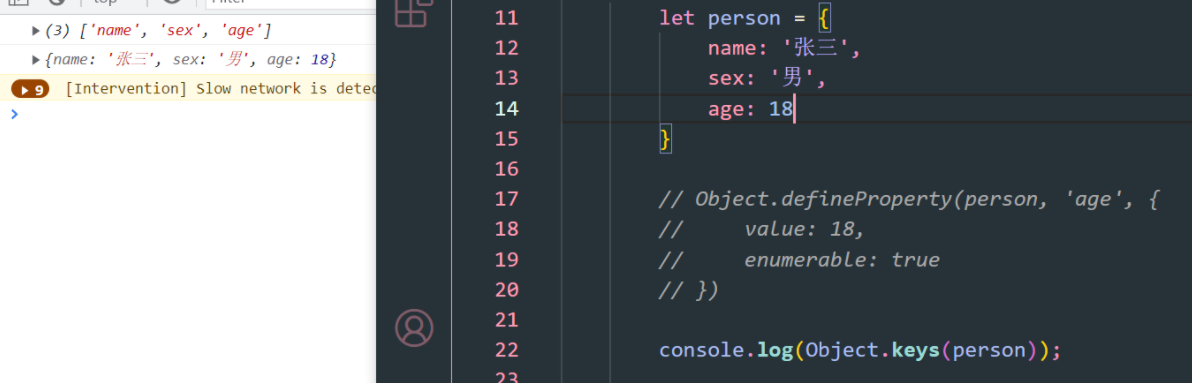 top
Filter
(3) ['name', 'sex', 'age']
{name: '张三', sex: '男', age: 18}
9 [Intervention] Slow network is detec
>
11 let person = {
12 name: '张三',
13 sex: '男',
14 age: 18
15 }
16
17 // Object.defineProperty(person, 'age', {
18 // value: 18,
19 // enumerable: true
20 // })
21
22 console.log(Object.keys(person));
23